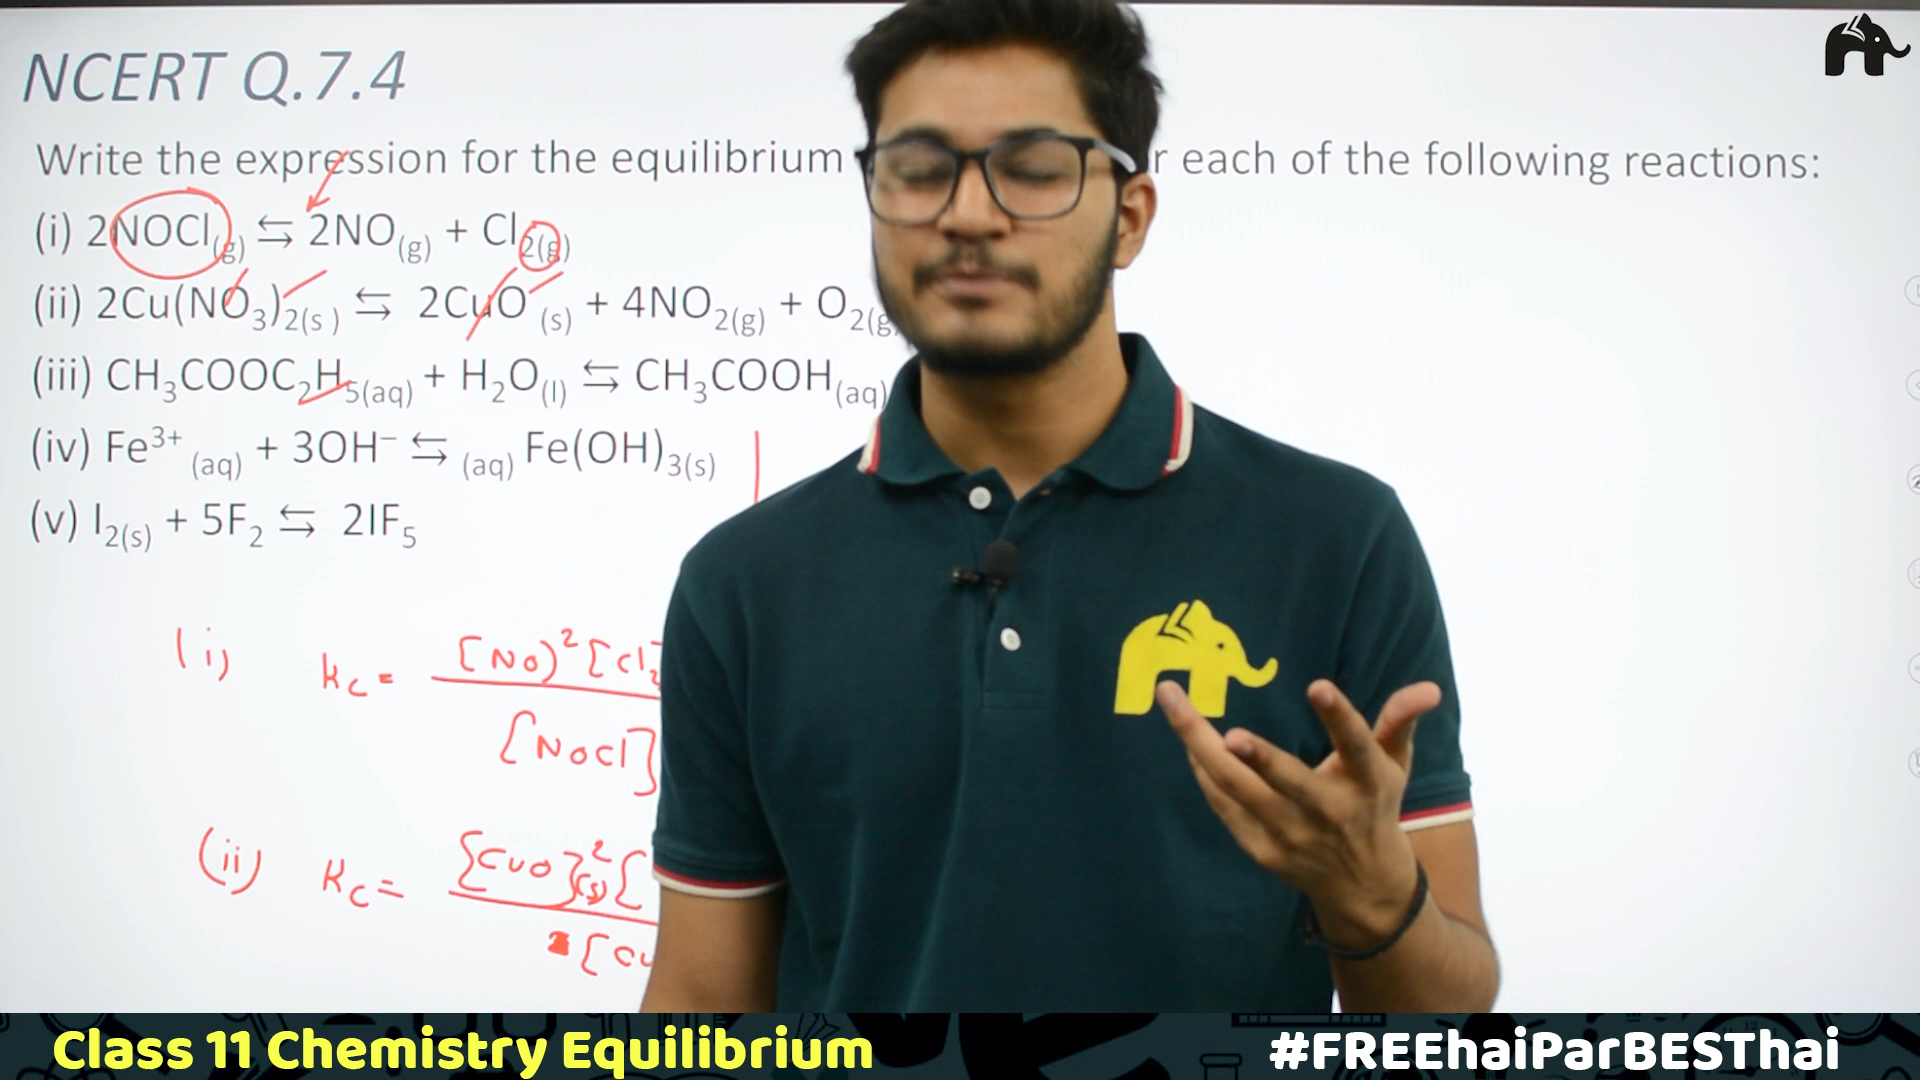 NCERT Q.7.4
Write the expression for the equilibrium r each of the following reactions:
(i) 2NOCl(g) ⇆ 2NO(g) + Cl2(g)
(ii) 2Cu(NO3)2(s) ⇆ 2CuO (s) + 4NO2(g) + O2(g
(iii) CH3COOC2H5(aq) + H2O(l) ⇆ CH3COOH(aq)
(iv) Fe3+ (aq) + 3OH– ⇆ (aq) Fe(OH)3(s)
(v) I2(s) + 5F2 ⇆ 2IF5
(i) Kc = [NO]2 [Cl2]
[NOCl]
(ii) Kc = [CuO]2(s) [
[Cu
Class 11 Chemistry Equilibrium
#FREEhaiParBESThai